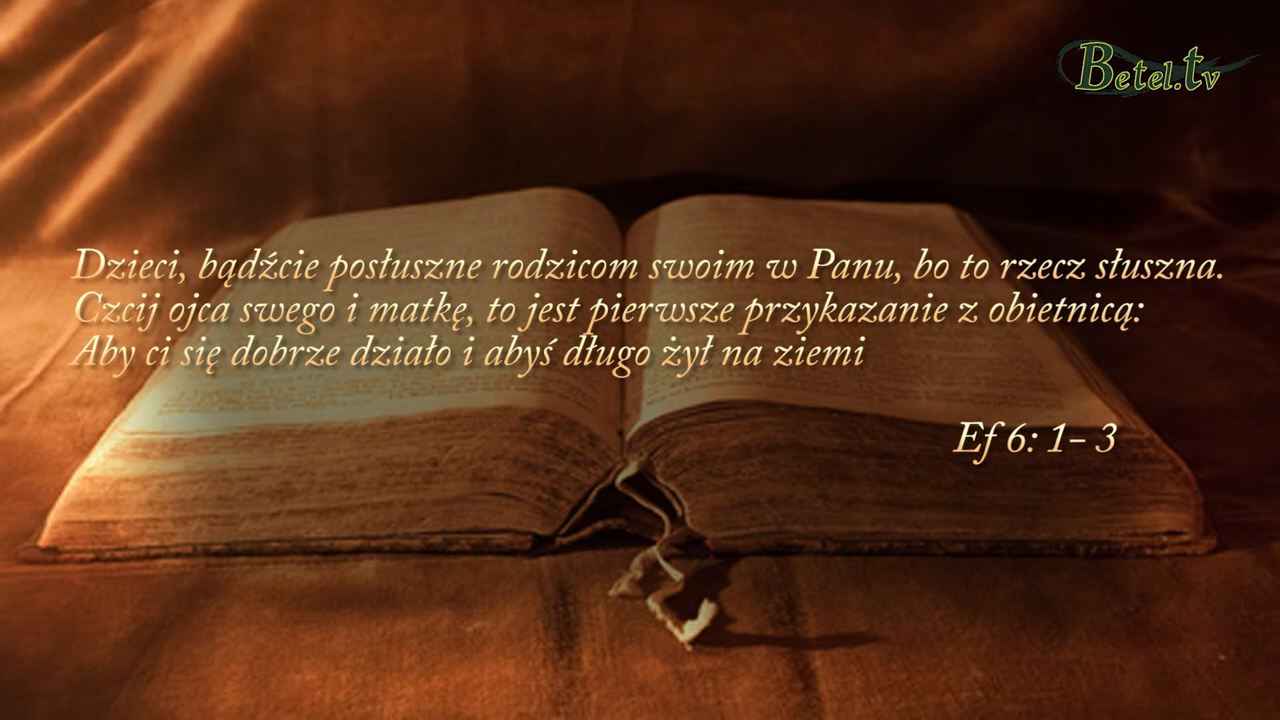 Betel.tv
Dzieci, bądźcie posłuszne rodzicom swoim w Panu, bo to rzecz słuszna.
Czcij ojca swego i matkę, to jest pierwsze przykazanie z obietnicą:
Aby ci się dobrze działo i abyś długo żył na ziemi
Ef 6: 1- 3